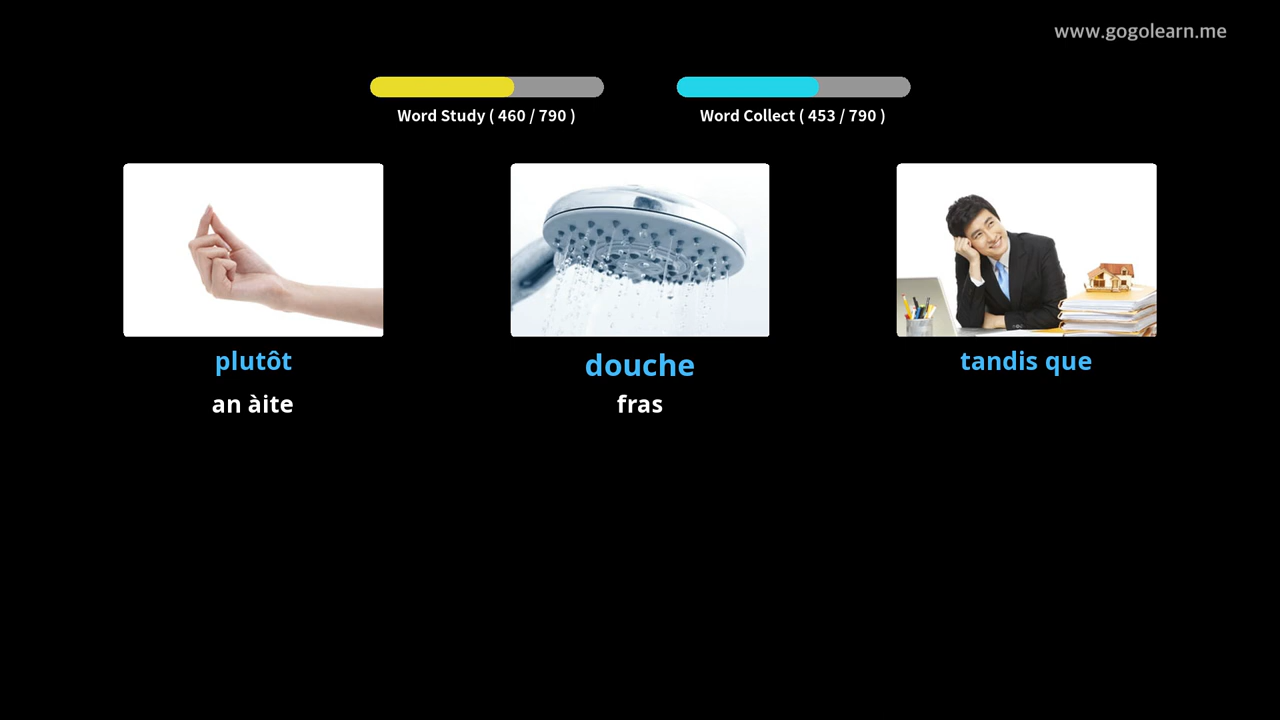 www.gogolearn.me
Word Study ( 460 / 790 )
Word Collect ( 453 / 790 )
plutôt
douche
tandis que
an àite
fras